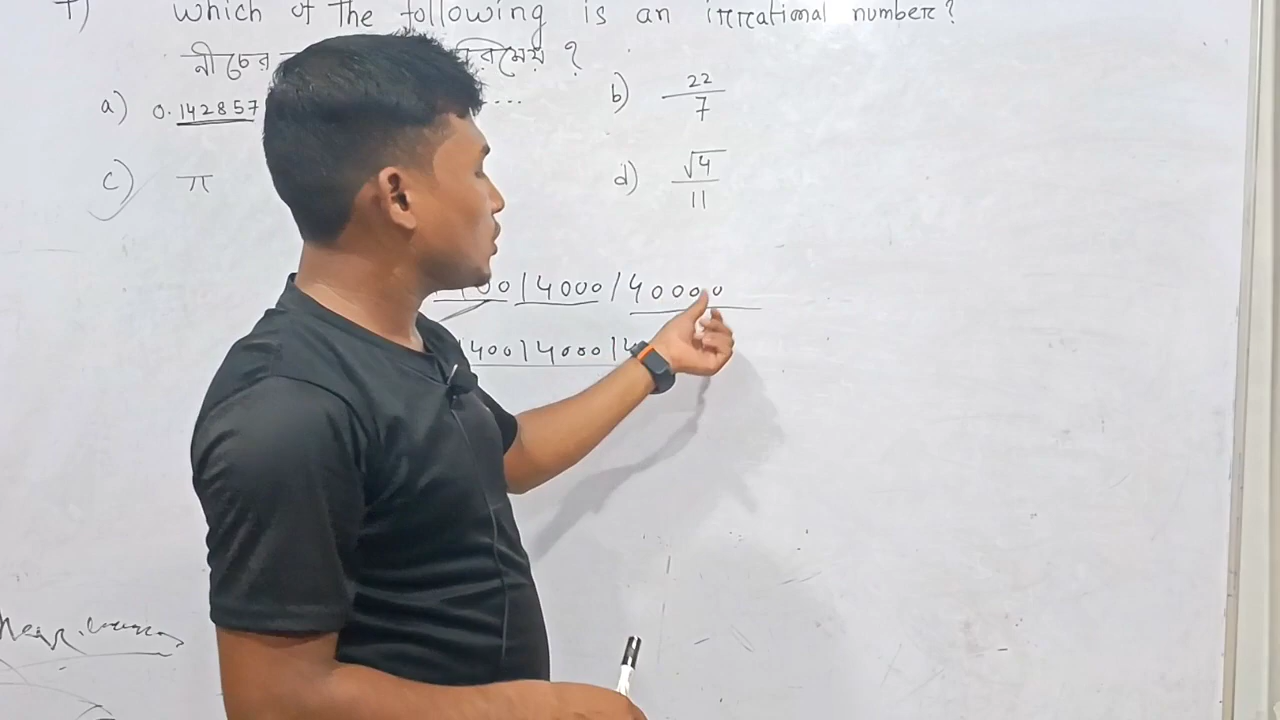 Which of the following is an irrational number?
নীচের রিমেয় ?
a) 0.142857 ... b) 22/7
c) π d) √4/11
00/4000/40000
/400/4000/4